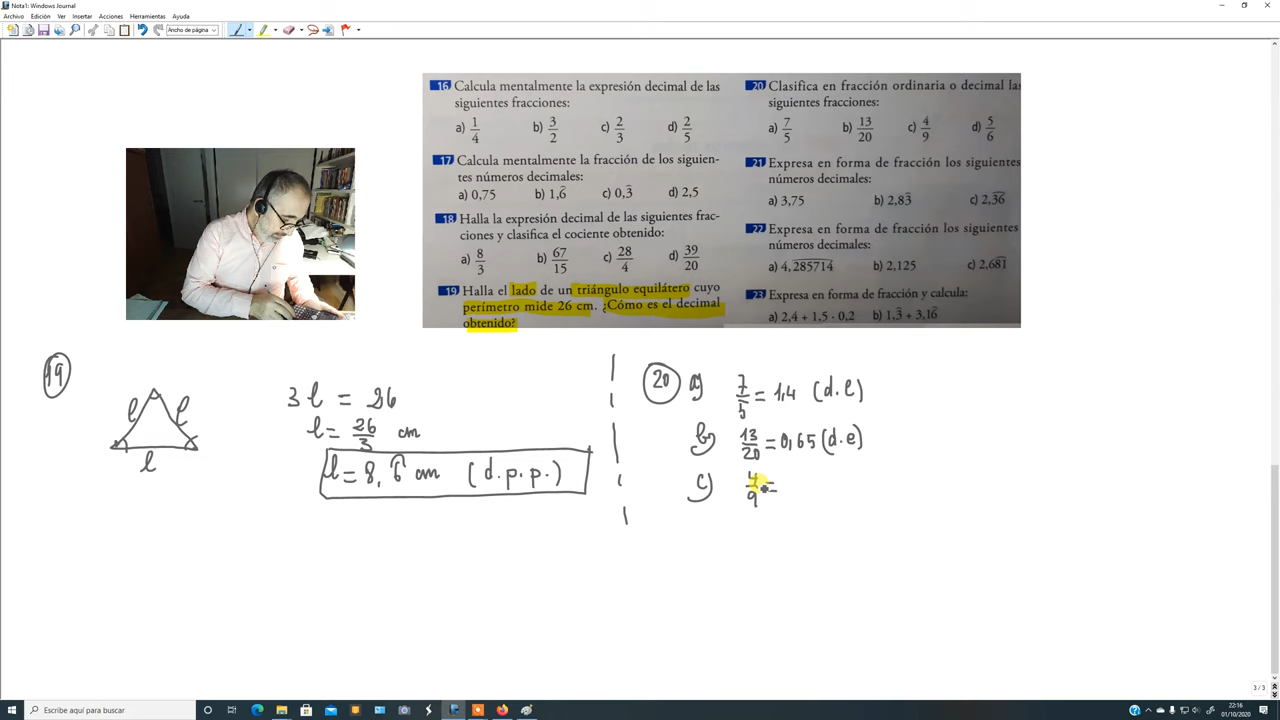 Nota1: Windows Journal
Archivo Edición Ver Insertar Acciones Herramientas Ayuda
Ancho de página
16 Calcula mentalmente la expresión decimal de las
siguientes fracciones:
a) 1/4 b) 3/2 c) 2/3 d) 2/5
17 Calcula mentalmente la fracción de los siguien-
tes números decimales:
a) 0,75 b) 1,6̂ c) 0,3̂ d) 2,5
18 Halla la expresión decimal de las siguientes frac-
ciones y clasifica el cociente obtenido:
a) 8/3 b) 67/15 c) 28/4 d) 39/20
19 Halla el lado de un triángulo equilátero cuyo
perímetro mide 26 cm. ¿Cómo es el decimal
obtenido?
20 Clasifica en fracción ordinaria o decimal las
siguientes fracciones:
a) 7/5 b) 13/20 c) 4/9 d) 5/6
21 Expresa en forma de fracción los siguientes
números decimales:
a) 3,75 b) 2,83̂ c) 2,3̂6̂
22 Expresa en forma de fracción los siguientes
números decimales:
a) 4,2̂8̂5̂7̂1̂4̂ b) 2,125 c) 2,68̂1̂
23 Expresa en forma de fracción y calcula:
a) 2,4 + 1,5 · 0,2 b) 1,3̂ + 3,16̂
19
l l
l
3 l = 26
l = 26/3 cm
l = 8,6̂ cm (d.p.p.)
20 a) 7/5 = 1,4 (d.e)
b) 13/20 = 0,65 (d.e)
c) 4/9 =
3 / 3
Escribe aquí para buscar
22:16
01/10/2020